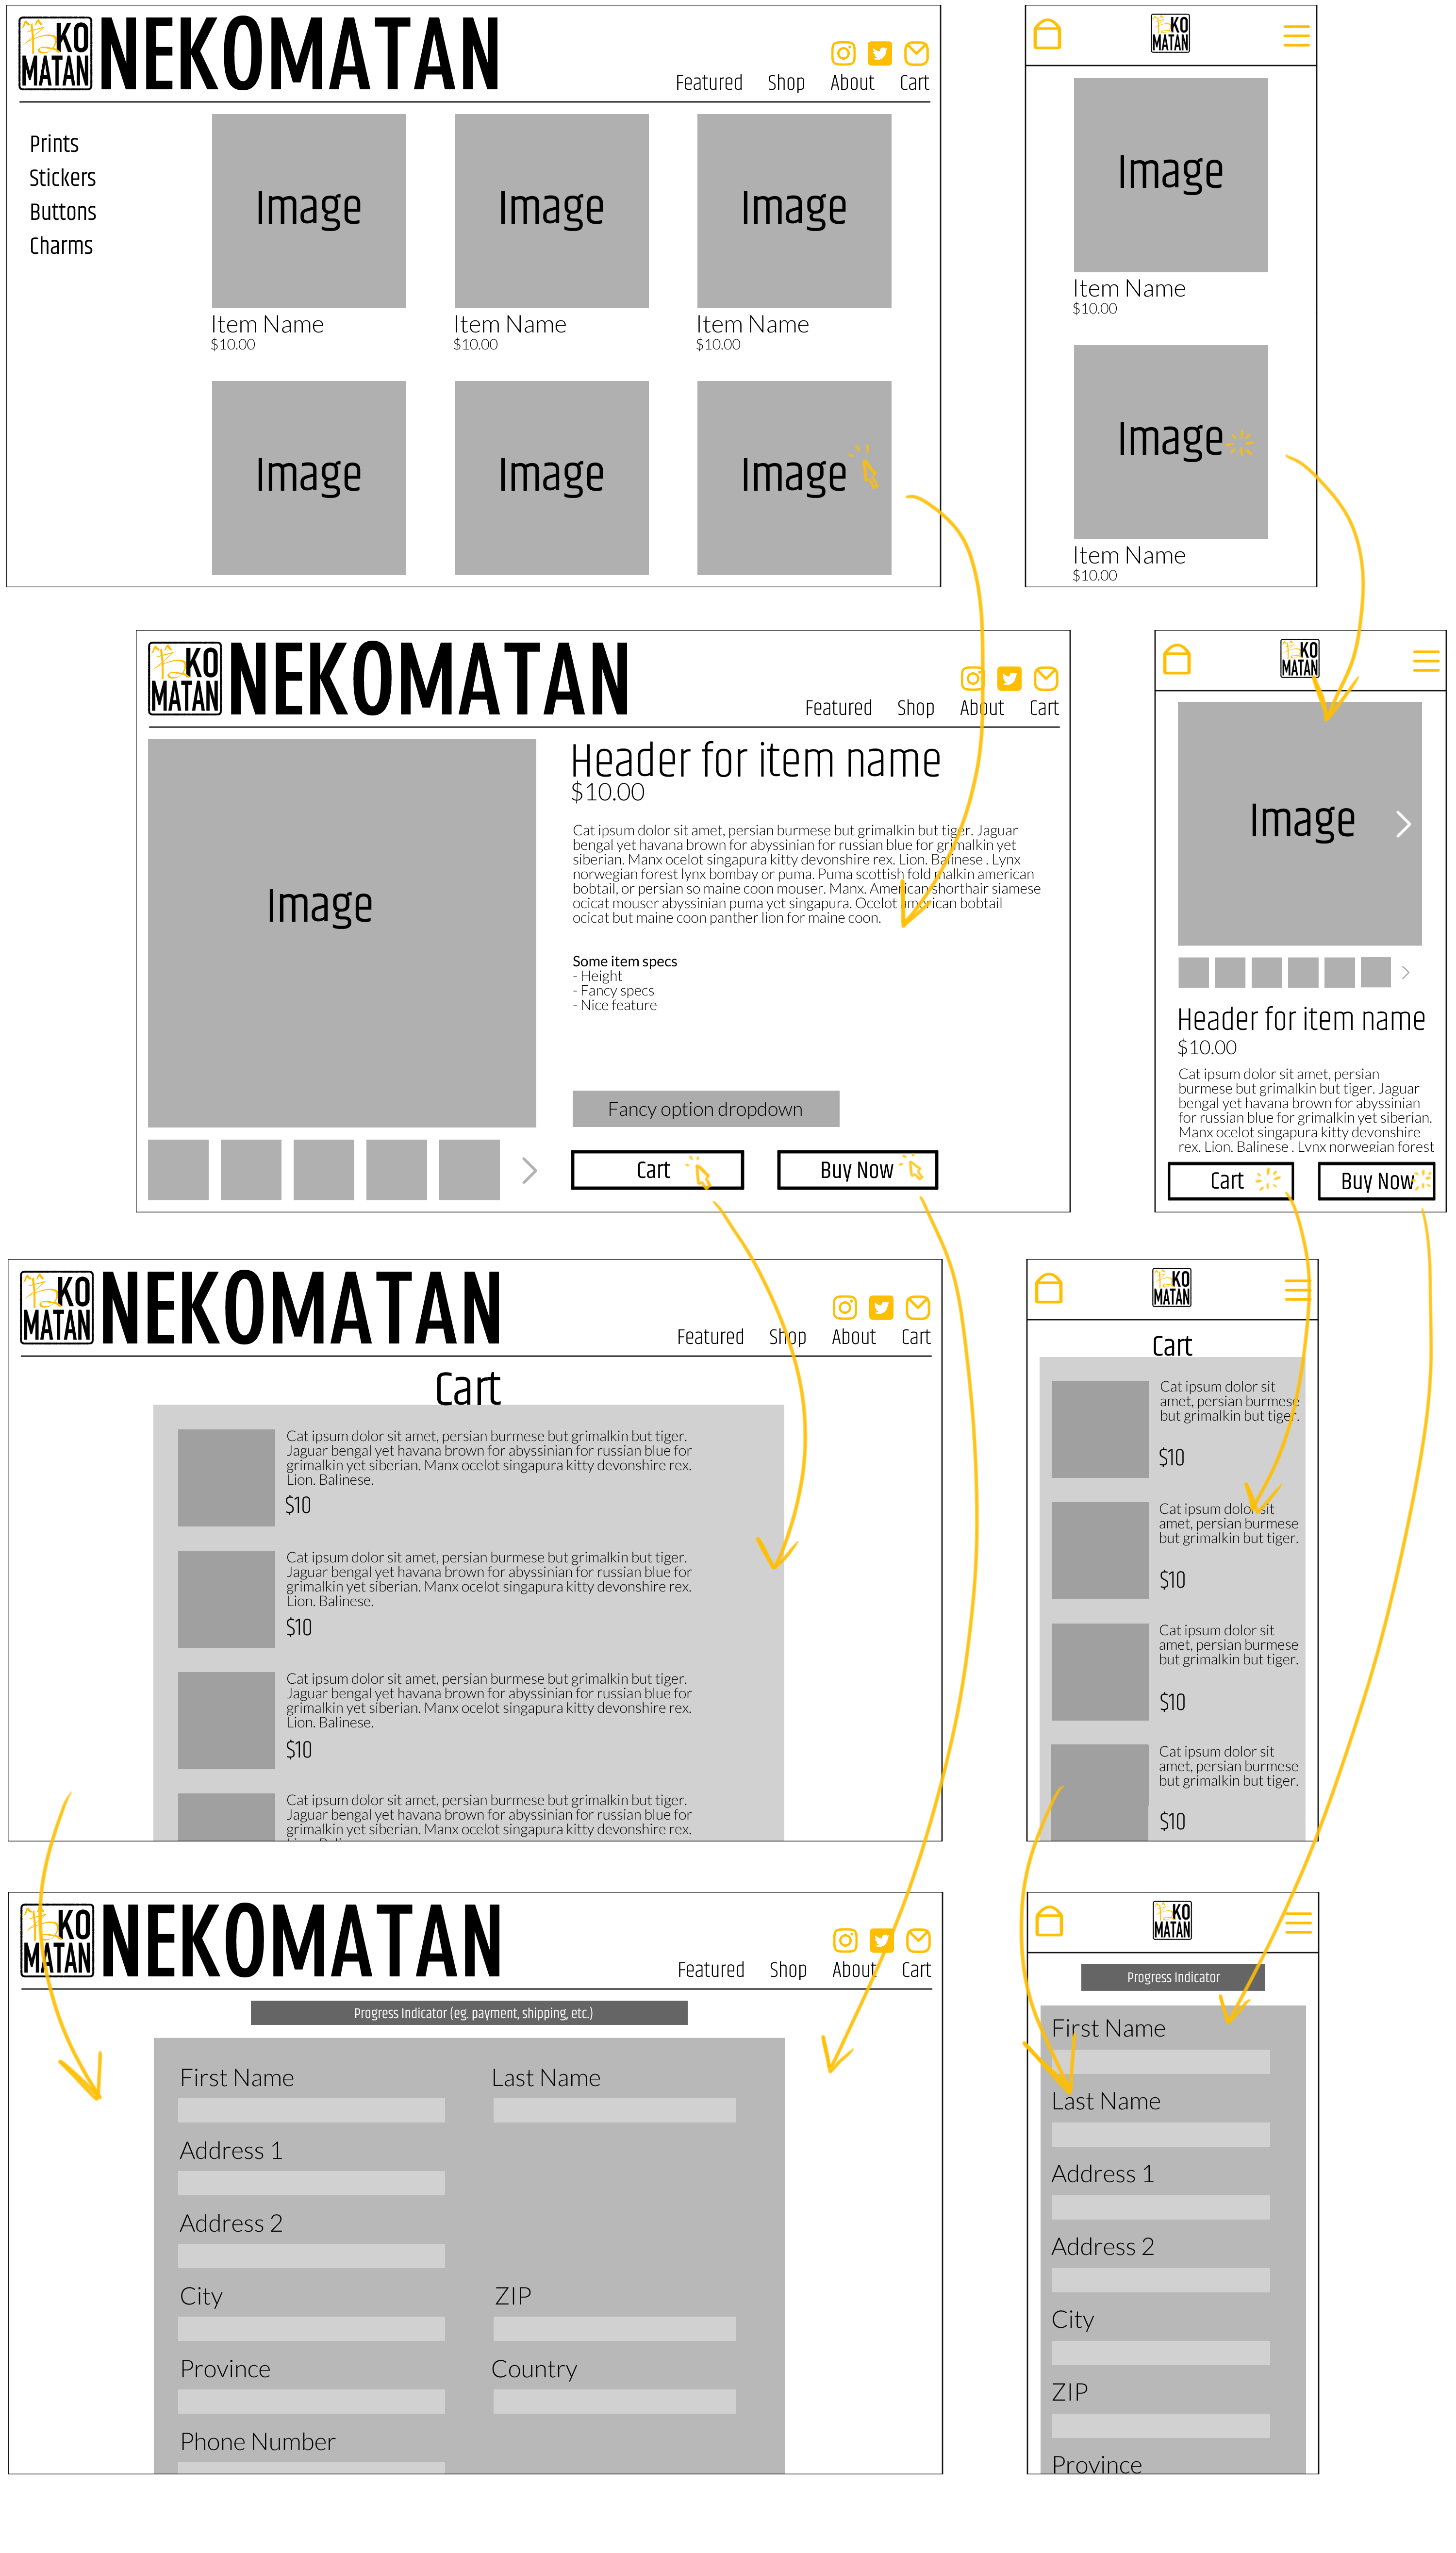 KO
MATAN
NEKOMATAN
Featured Shop About Cart
Prints
Stickers
Buttons
Charms
Image Image Image
Item Name Item Name Item Name
$10.00 $10.00 $10.00
Image Image Image
KO
MATAN
Image
Item Name
$10.00
Image
Item Name
$10.00
KO
MATAN
NEKOMATAN
Featured Shop About Cart
Image
Header for item name
$10.00
Cat ipsum dolor sit amet, persian burmese but grimalkin but tiger. Jaguar
bengal yet havana brown for abyssinian for russian blue for grimalkin yet
siberian. Manx ocelot singapura kitty devonshire rex. Lion. Balinese . Lynx
norwegian forest lynx bombay or puma. Puma scottish fold malkin american
bobtail, or persian so maine coon mouser. Manx. American shorthair siamese
ocicat mouser abyssinian puma yet singapura. Ocelot american bobtail
ocicat but maine coon panther lion for maine coon.
Some item specs
- Height
- Fancy specs
- Nice feature
Fancy option dropdown
Cart Buy Now
KO
MATAN
Image
Header for item name
$10.00
Cat ipsum dolor sit amet, persian
burmese but grimalkin but tiger. Jaguar
bengal yet havana brown for abyssinian
for russian blue for grimalkin yet siberian.
Manx ocelot singapura kitty devonshire
rex. Lion. Balinese . Lynx norwegian forest
Cart Buy Now
KO
MATAN
NEKOMATAN
Featured Shop About Cart
Cart
Cat ipsum dolor sit amet, persian burmese but grimalkin but tiger.
Jaguar bengal yet havana brown for abyssinian for russian blue for
grimalkin yet siberian. Manx ocelot singapura kitty devonshire rex.
Lion. Balinese.
$10
Cat ipsum dolor sit amet, persian burmese but grimalkin but tiger.
Jaguar bengal yet havana brown for abyssinian for russian blue for
grimalkin yet siberian. Manx ocelot singapura kitty devonshire rex.
Lion. Balinese.
$10
Cat ipsum dolor sit amet, persian burmese but grimalkin but tiger.
Jaguar bengal yet havana brown for abyssinian for russian blue for
grimalkin yet siberian. Manx ocelot singapura kitty devonshire rex.
Lion. Balinese.
$10
Cat ipsum dolor sit amet, persian burmese but grimalkin but tiger.
Jaguar bengal yet havana brown for abyssinian for russian blue for
grimalkin yet siberian. Manx ocelot singapura kitty devonshire rex.
KO
MATAN
Cart
Cat ipsum dolor sit
amet, persian burmese
but grimalkin but tiger.
$10
Cat ipsum dolor sit
amet, persian burmese
but grimalkin but tiger.
$10
Cat ipsum dolor sit
amet, persian burmese
but grimalkin but tiger.
$10
Cat ipsum dolor sit
amet, persian burmese
but grimalkin but tiger.
$10
KO
MATAN
NEKOMATAN
Featured Shop About Cart
Progress Indicator (eg. payment, shipping, etc.)
First Name Last Name
Address 1
Address 2
City ZIP
Province Country
Phone Number
KO
MATAN
Progress Indicator
First Name
Last Name
Address 1
Address 2
City
ZIP
Province